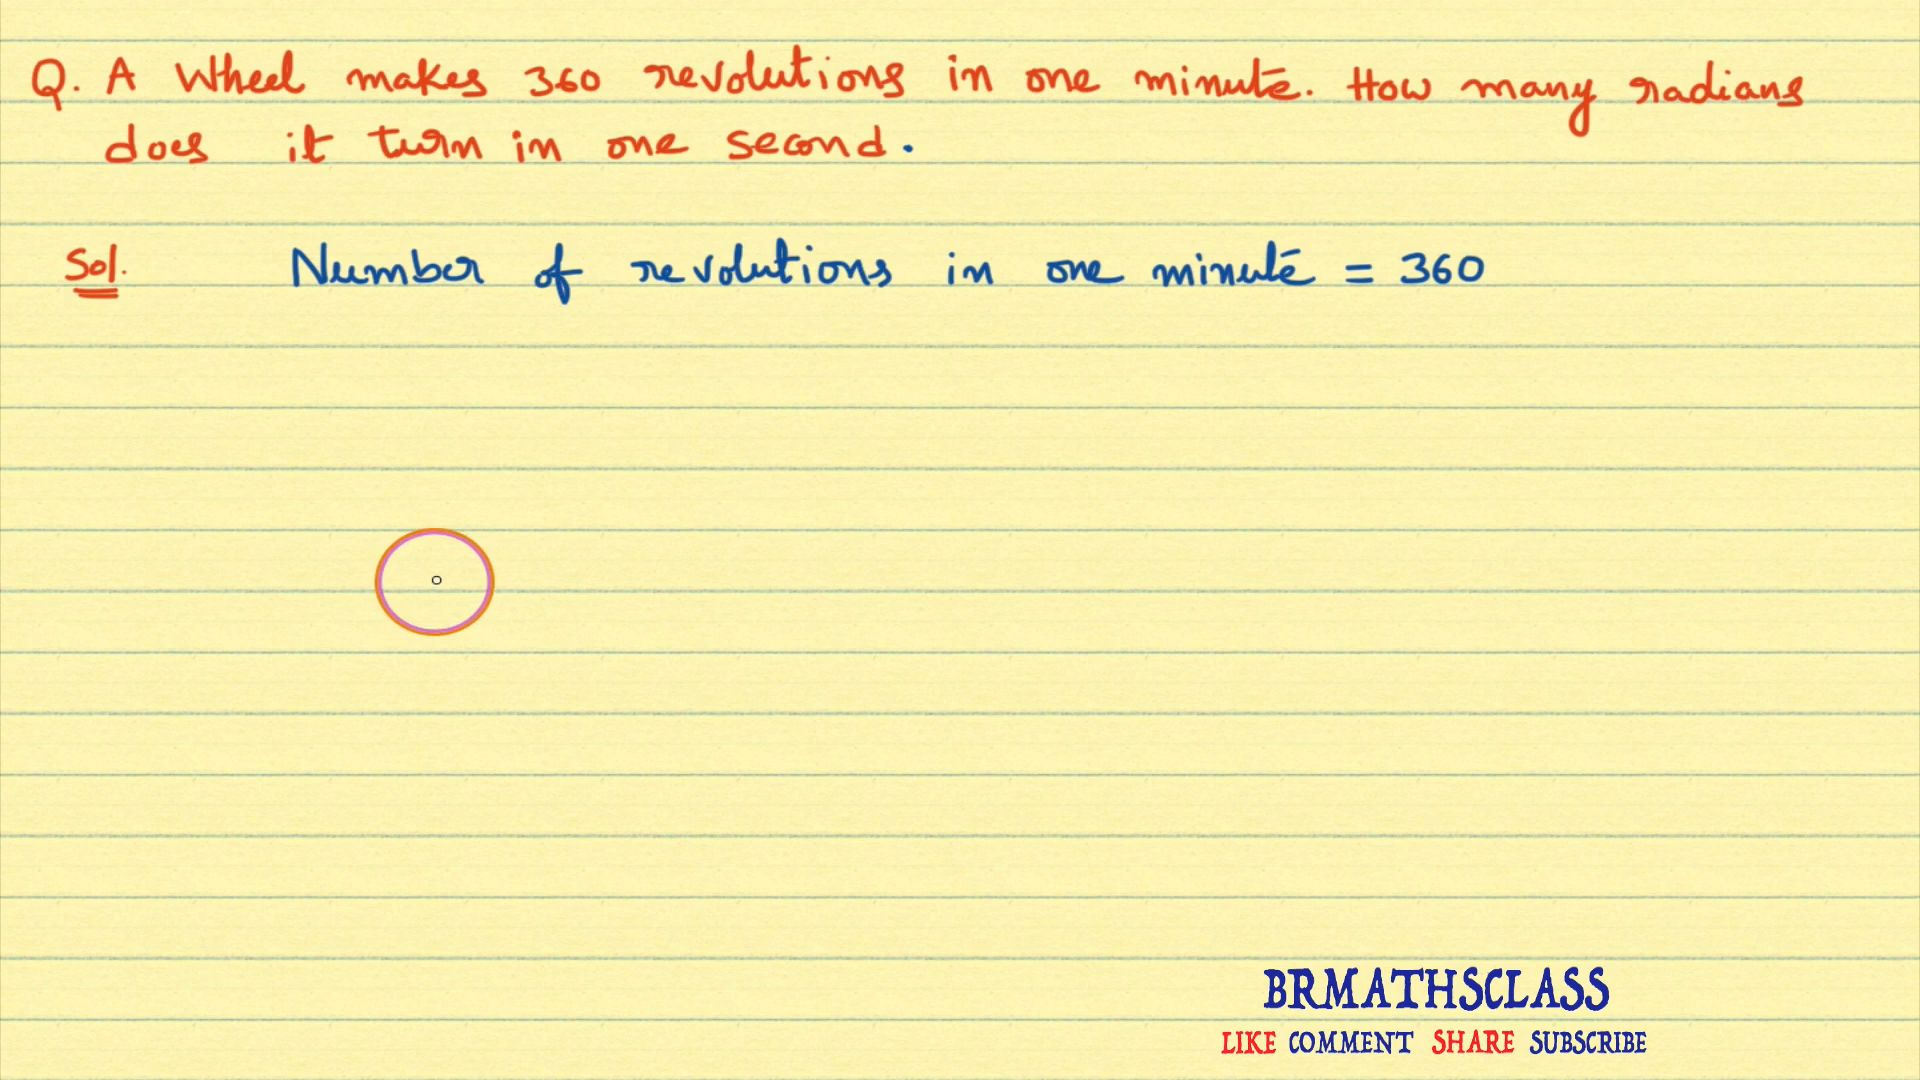 Q. A Wheel makes 360 revolutions in one minute. How many radians
does it turn in one second.
Sol. Number of revolutions in one minute = 360
BRMATHSCLASS
LIKE COMMENT SHARE SUBSCRIBE